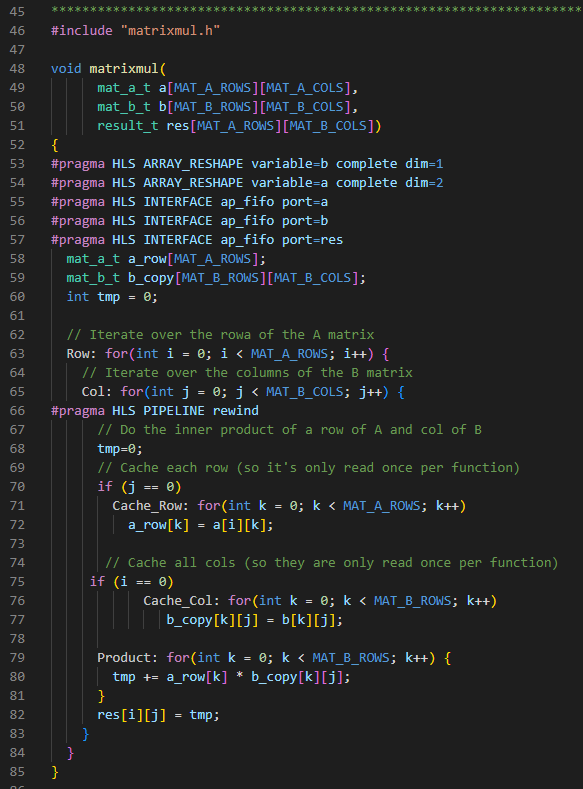 45 *********************************************************************
46 #include "matrixmul.h"
47
48 void matrixmul(
49 mat_a_t a[MAT_A_ROWS][MAT_A_COLS],
50 mat_b_t b[MAT_B_ROWS][MAT_B_COLS],
51 result_t res[MAT_A_ROWS][MAT_B_COLS])
52 {
53 #pragma HLS ARRAY_RESHAPE variable=b complete dim=1
54 #pragma HLS ARRAY_RESHAPE variable=a complete dim=2
55 #pragma HLS INTERFACE ap_fifo port=a
56 #pragma HLS INTERFACE ap_fifo port=b
57 #pragma HLS INTERFACE ap_fifo port=res
58 mat_a_t a_row[MAT_A_ROWS];
59 mat_b_t b_copy[MAT_B_ROWS][MAT_B_COLS];
60 int tmp = 0;
61
62 // Iterate over the rowa of the A matrix
63 Row: for(int i = 0; i < MAT_A_ROWS; i++) {
64 // Iterate over the columns of the B matrix
65 Col: for(int j = 0; j < MAT_B_COLS; j++) {
66 #pragma HLS PIPELINE rewind
67 // Do the inner product of a row of A and col of B
68 tmp=0;
69 // Cache each row (so it's only read once per function)
70 if (j == 0)
71 Cache_Row: for(int k = 0; k < MAT_A_ROWS; k++)
72 a_row[k] = a[i][k];
73
74 // Cache all cols (so they are only read once per function)
75 if (i == 0)
76 Cache_Col: for(int k = 0; k < MAT_B_ROWS; k++)
77 b_copy[k][j] = b[k][j];
78
79 Product: for(int k = 0; k < MAT_B_ROWS; k++) {
80 tmp += a_row[k] * b_copy[k][j];
81 }
82 res[i][j] = tmp;
83 }
84 }
85 }